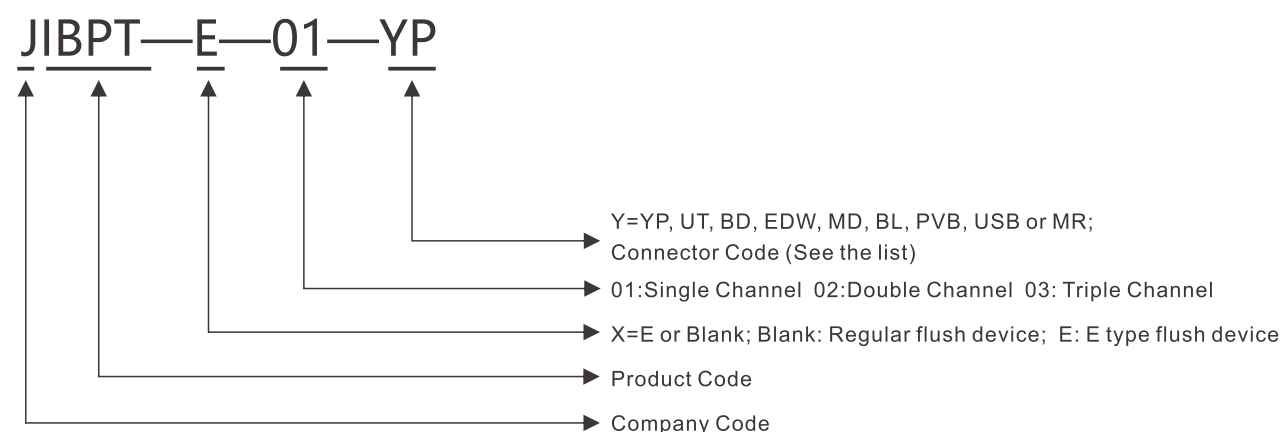 JIBPT—E—01—YP
Y=YP, UT, BD, EDW, MD, BL, PVB, USB or MR;
Connector Code (See the list)
01:Single Channel 02:Double Channel 03: Triple Channel
X=E or Blank; Blank: Regular flush device; E: E type flush device
Product Code
Company Code